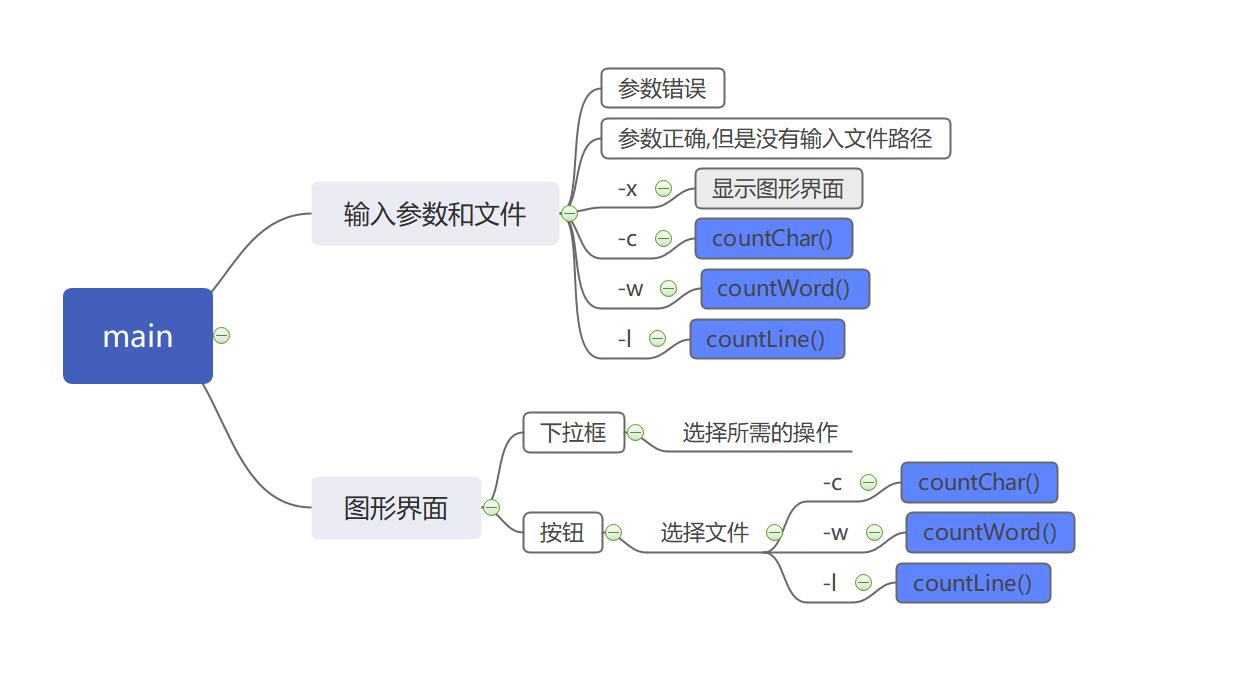 main
输入参数和文件
参数错误
参数正确,但是没有输入文件路径
-x 显示图形界面
-c countChar()
-w countWord()
-l countLine()
图形界面
下拉框 选择所需的操作
按钮 选择文件
-c countChar()
-w countWord()
-l countLine()